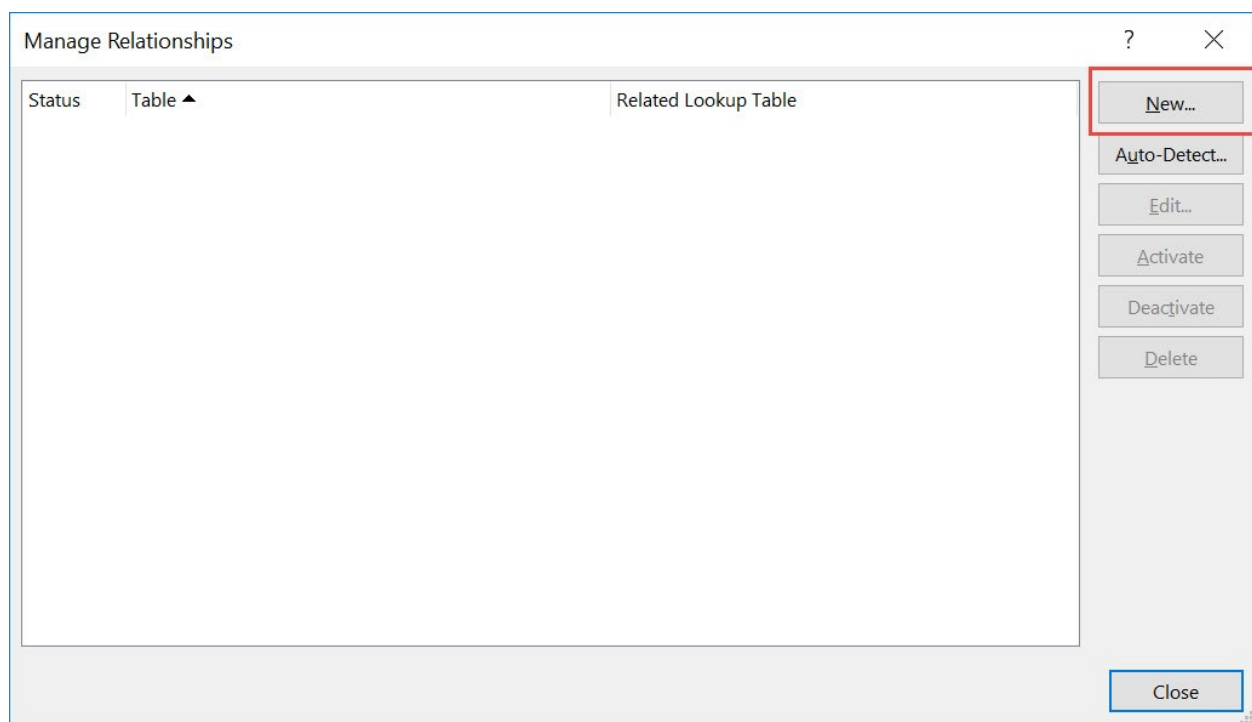 Manage Relationships
?
Status Table Related Lookup Table
New...
Auto-Detect...
Edit...
Activate
Deactivate
Delete
Close